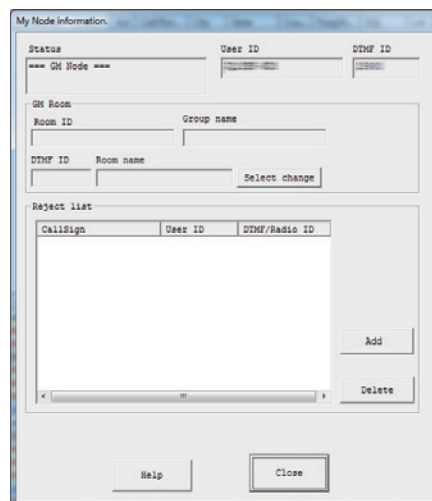 My Node information.
Status
User ID
DTMF ID
=== GM Node ===
GM Room
Room ID
Group name
DTMF ID
Room name
Select change
Reject list
CallSign
User ID
DTMF/Radio ID
Add
Delete
Help
Close